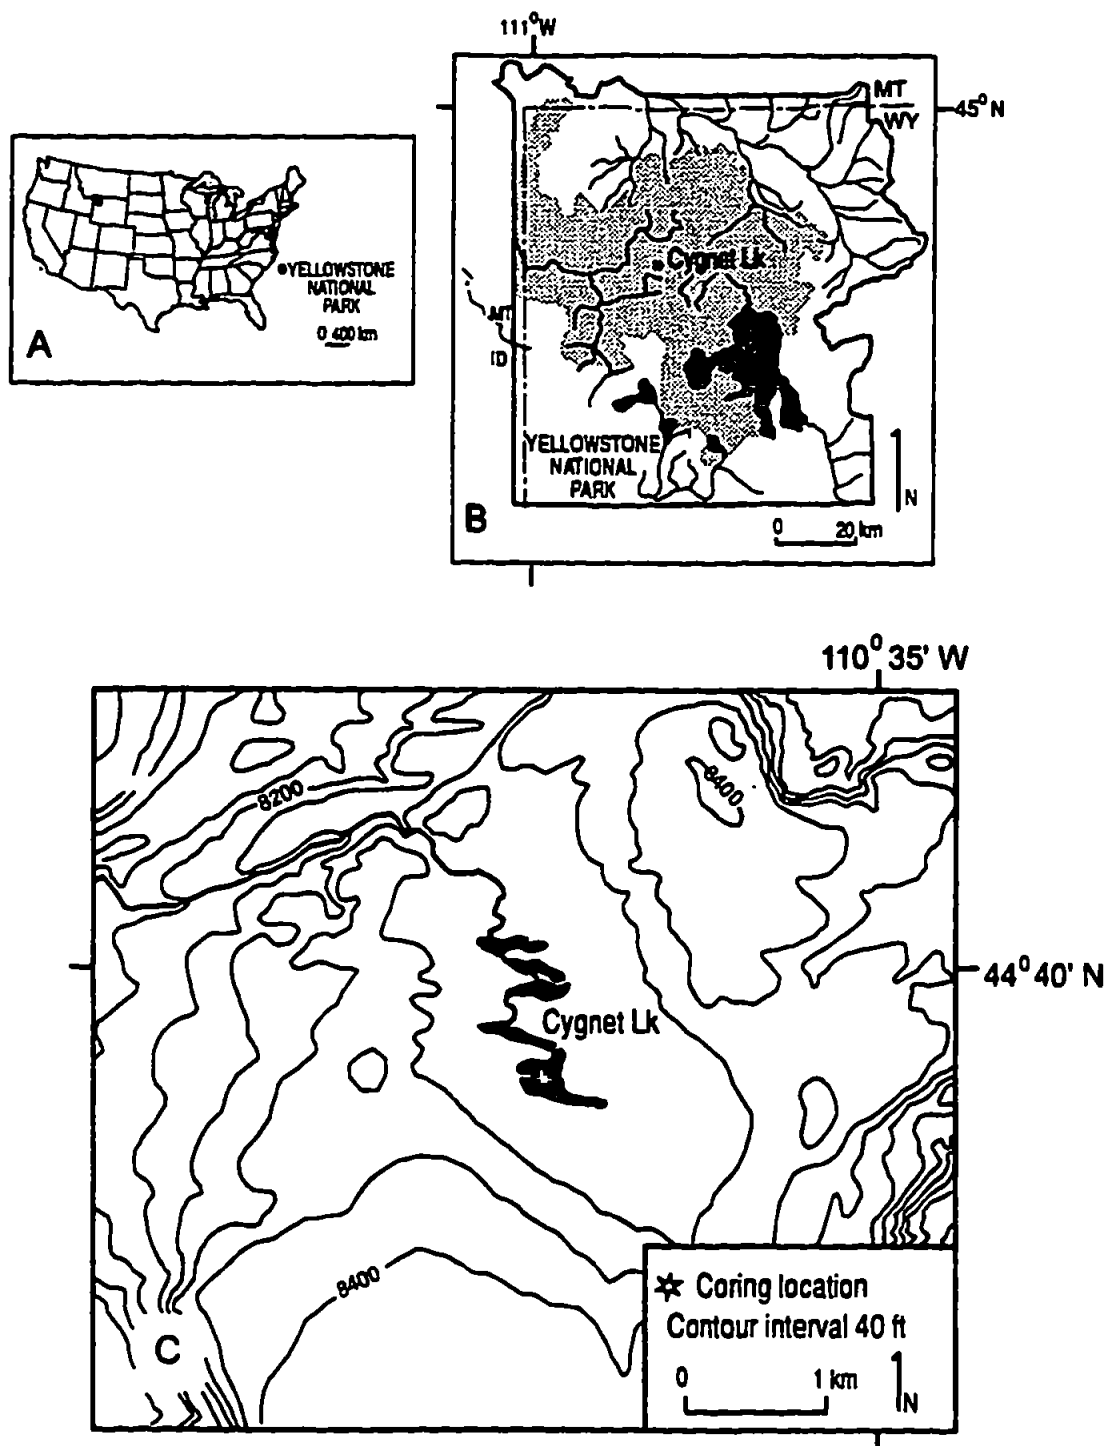 111°W
MT
45°N
WY
YELLOWSTONE
NATIONAL
PARK
0 400 km
A
Cygnet Lk
MT
ID
YELLOWSTONE
NATIONAL
PARK
N
B
0 20 km
110° 35' W
8200
8400
44° 40' N
Cygnet Lk
8400
Coring location
Contour interval 40 ft
C
0 1 km
N